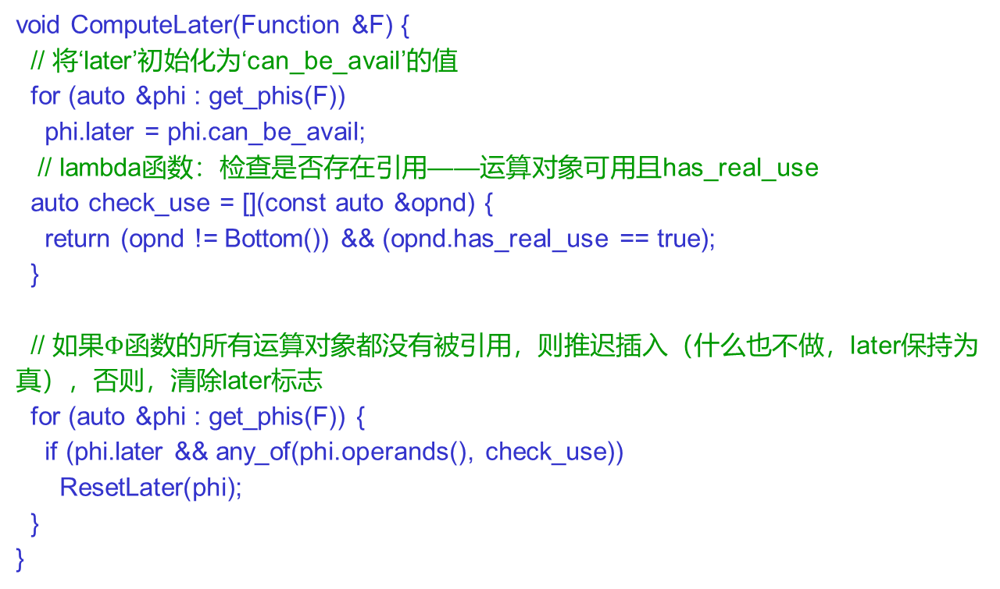 void ComputeLater(Function &F) {
// 将‘later’初始化为‘can_be_avail’的值
for (auto &phi : get_phis(F))
phi.later = phi.can_be_avail;
// lambda函数：检查是否存在引用——运算对象可用且has_real_use
auto check_use = [](const auto &opnd) {
return (opnd != Bottom()) && (opnd.has_real_use == true);
}
// 如果Φ函数的所有运算对象都没有被引用，则推迟插入（什么也不做，later保持为
真），否则，清除later标志
for (auto &phi : get_phis(F)) {
if (phi.later && any_of(phi.operands(), check_use))
ResetLater(phi);
}
}